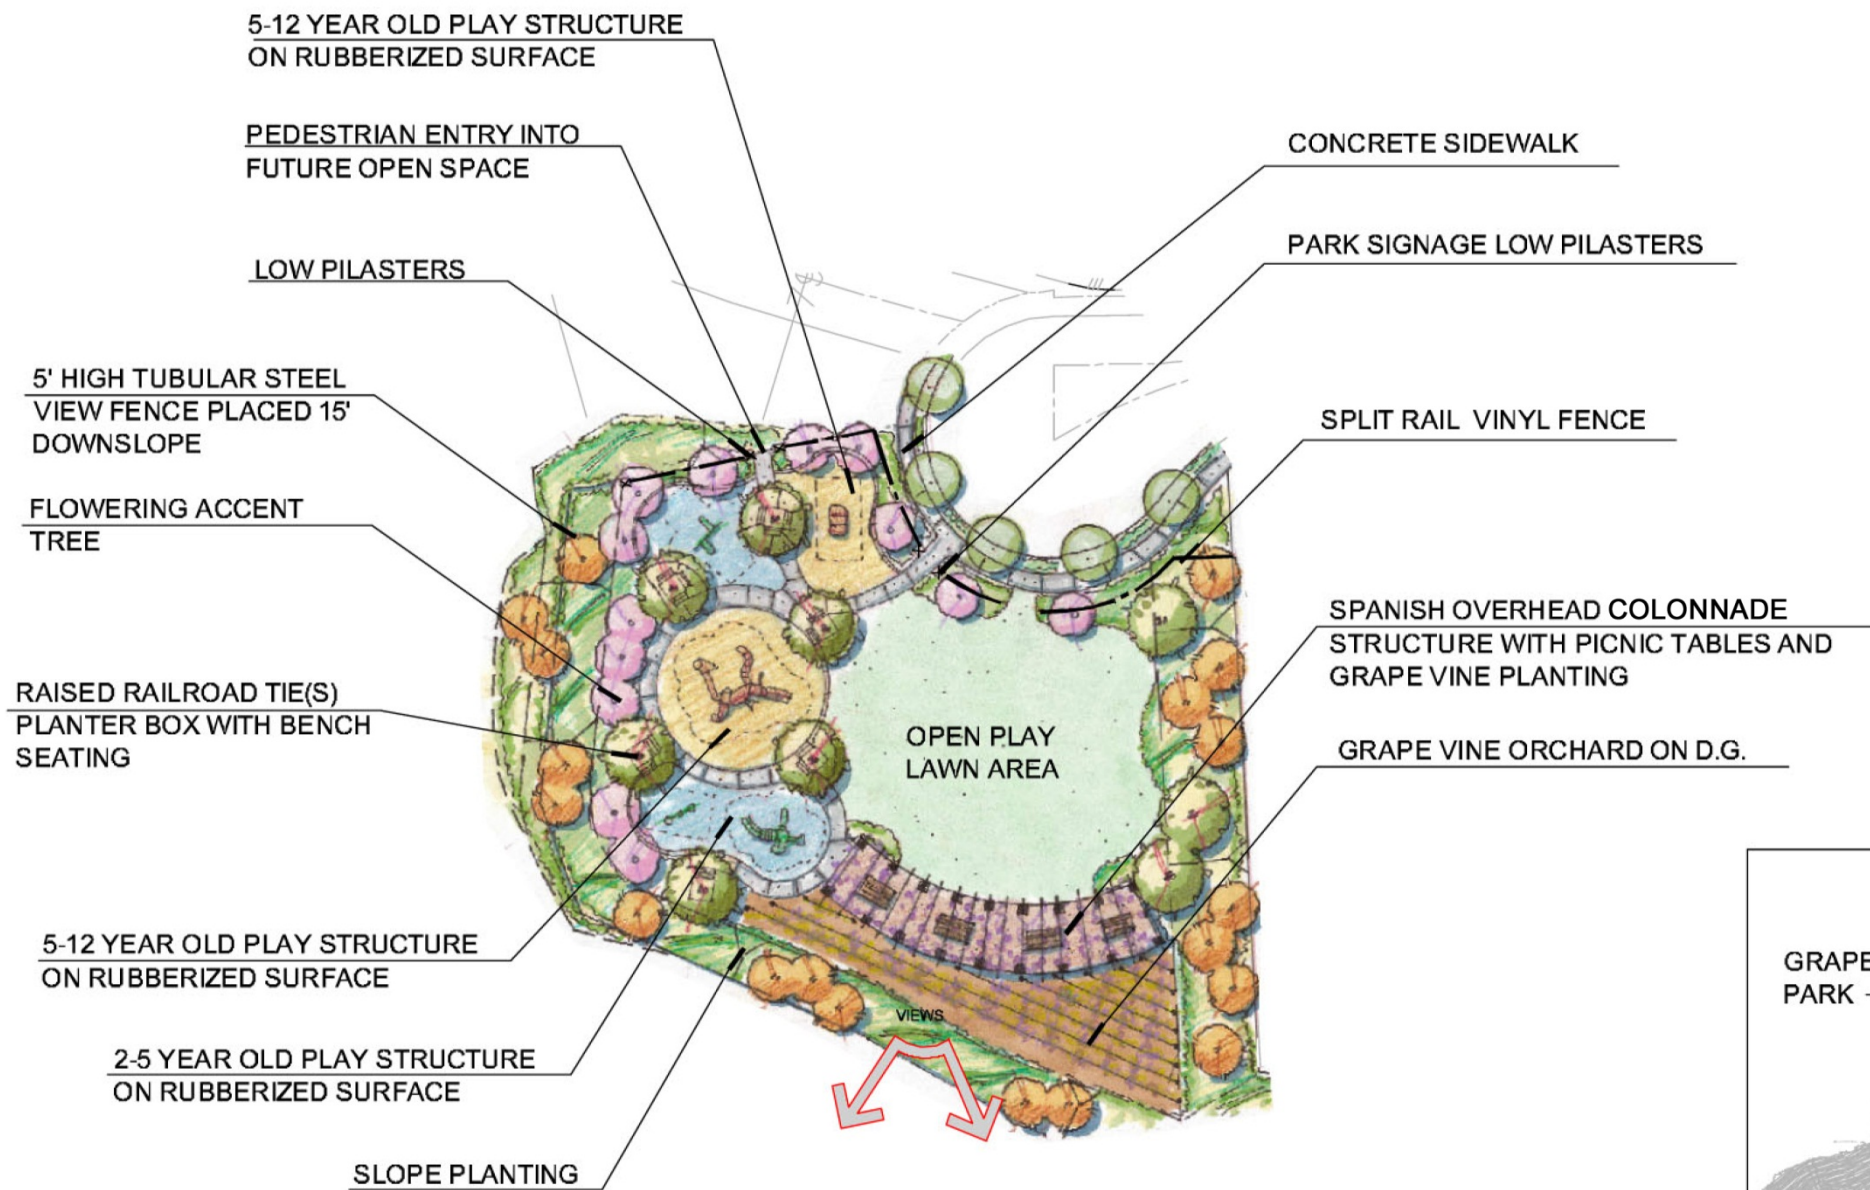 5-12 YEAR OLD PLAY STRUCTURE
ON RUBBERIZED SURFACE
PEDESTRIAN ENTRY INTO
FUTURE OPEN SPACE
LOW PILASTERS
5' HIGH TUBULAR STEEL
VIEW FENCE PLACED 15'
DOWNSLOPE
FLOWERING ACCENT
TREE
RAISED RAILROAD TIE(S)
PLANTER BOX WITH BENCH
SEATING
5-12 YEAR OLD PLAY STRUCTURE
ON RUBBERIZED SURFACE
2-5 YEAR OLD PLAY STRUCTURE
ON RUBBERIZED SURFACE
SLOPE PLANTING
OPEN PLAY
LAWN AREA
VIEWS
CONCRETE SIDEWALK
PARK SIGNAGE LOW PILASTERS
SPLIT RAIL VINYL FENCE
SPANISH OVERHEAD COLONNADE
STRUCTURE WITH PICNIC TABLES AND
GRAPE VINE PLANTING
GRAPE VINE ORCHARD ON D.G.
GRAPE
PARK -